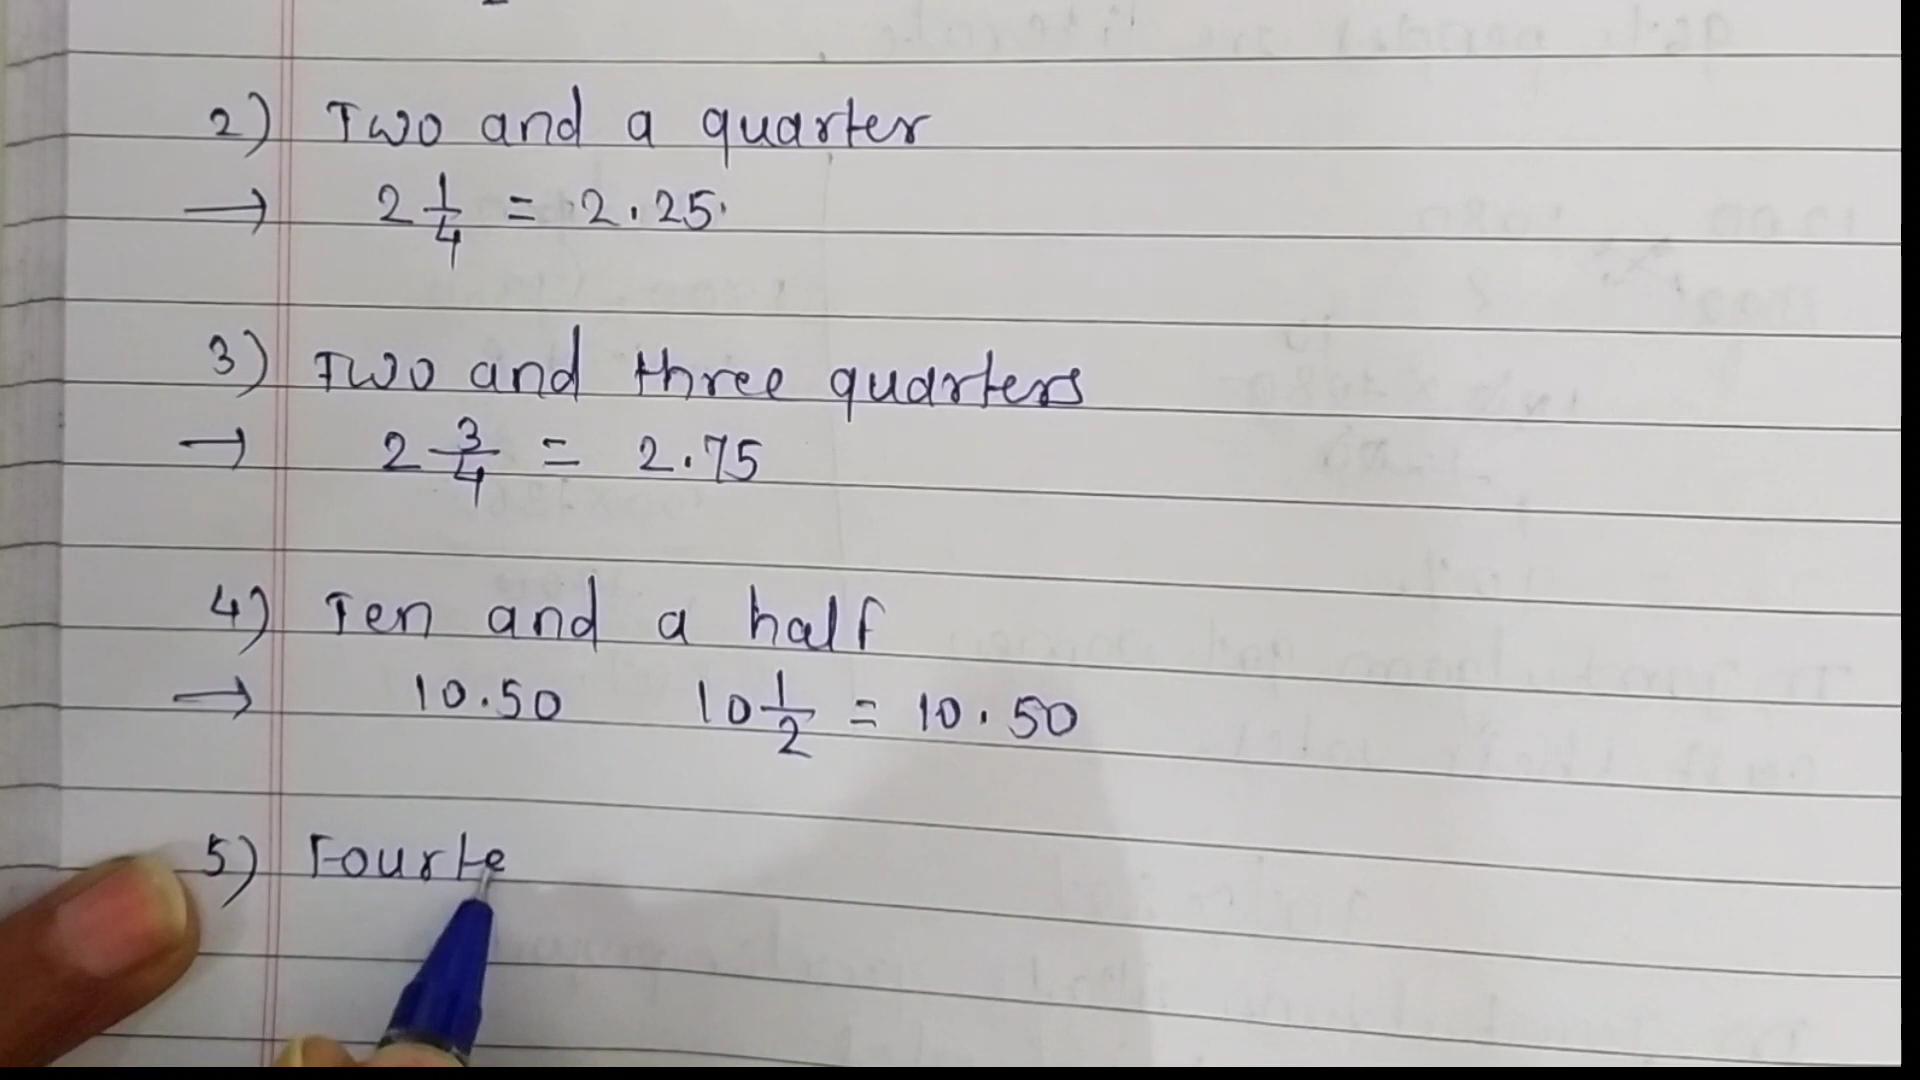 2) Two and a quarter
→ 2 1/4 = 2.25
3) Two and three quarters
→ 2 3/4 = 2.75
4) Ten and a half
→ 10.50 10 1/2 = 10.50
5) Fourte